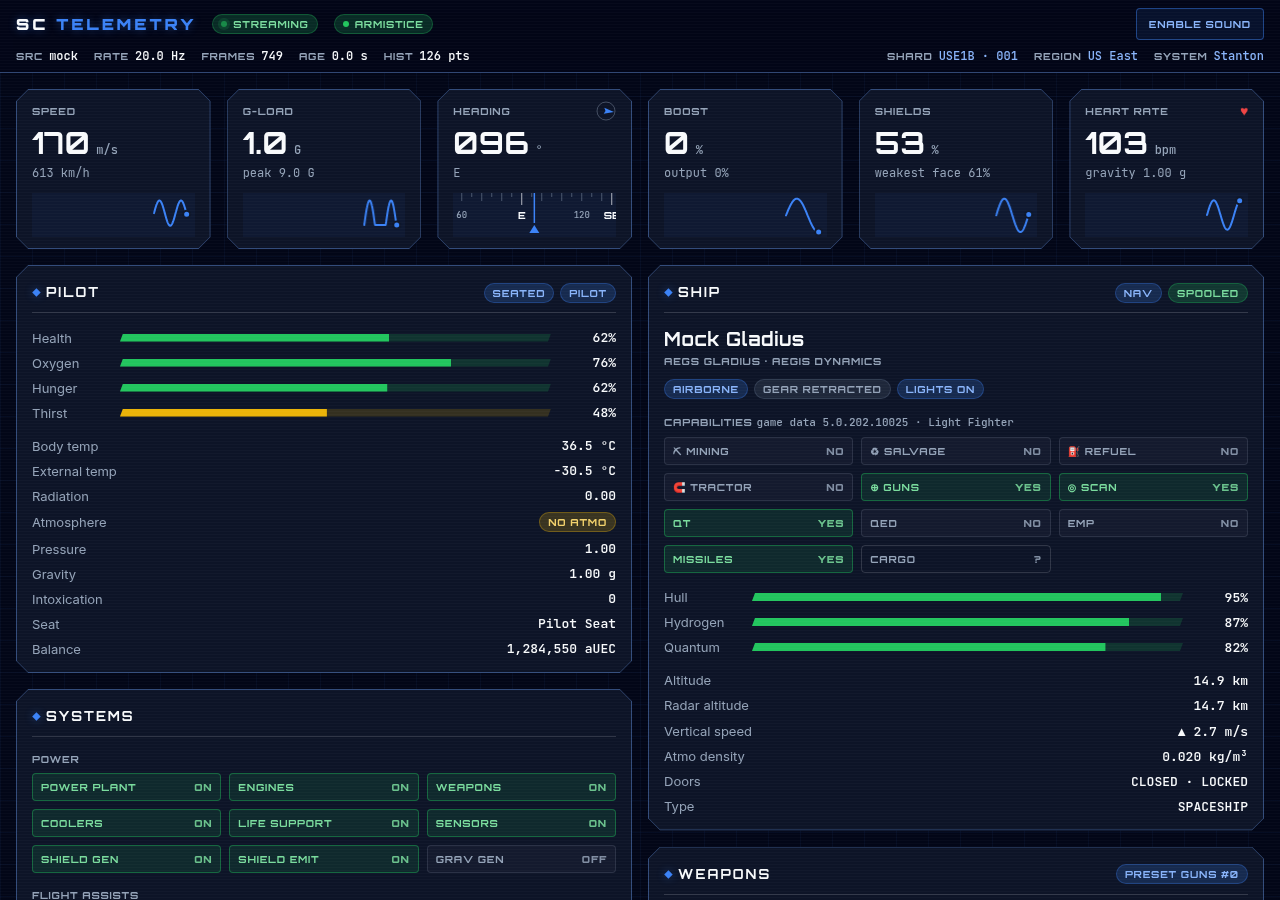 SC TELEMETRY STREAMING ARMISTICE ENABLE SOUND
SRC mock RATE 20.0 Hz FRAMES 749 AGE 0.0 s HIST 126 pts SHARD USE1B · 001 REGION US East SYSTEM Stanton
SPEED
170 m/s
613 km/h
G-LOAD
1.0 G
peak 9.0 G
HEADING
096 °
E
60 E 120 SE
BOOST
0 %
output 0%
SHIELDS
53 %
weakest face 61%
HEART RATE ♥
103 bpm
gravity 1.00 g
PILOT SEATED PILOT
Health 62%
Oxygen 76%
Hunger 62%
Thirst 48%
Body temp 36.5 °C
External temp -30.5 °C
Radiation 0.00
Atmosphere NO ATMO
Pressure 1.00
Gravity 1.00 g
Intoxication 0
Seat Pilot Seat
Balance 1,284,550 aUEC
SYSTEMS
POWER
POWER PLANT ON ENGINES ON WEAPONS ON
COOLERS ON LIFE SUPPORT ON SENSORS ON
SHIELD GEN ON SHIELD EMIT ON GRAV GEN OFF
FLIGHT ASSISTS
SHIP NAV SPOOLED
Mock Gladius
AEGS GLADIUS · AEGIS DYNAMICS
AIRBORNE GEAR RETRACTED LIGHTS ON
CAPABILITIES game data 5.0.202.10025 · Light Fighter
MINING NO SALVAGE NO REFUEL NO
TRACTOR NO GUNS YES SCAN YES
QT YES QED NO EMP NO
MISSILES YES CARGO ?
Hull 95%
Hydrogen 87%
Quantum 82%
Altitude 14.9 km
Radar altitude 14.7 km
Vertical speed ▲ 2.7 m/s
Atmo density 0.020 kg/m³
Doors CLOSED · LOCKED
Type SPACESHIP
WEAPONS PRESET GUNS #0